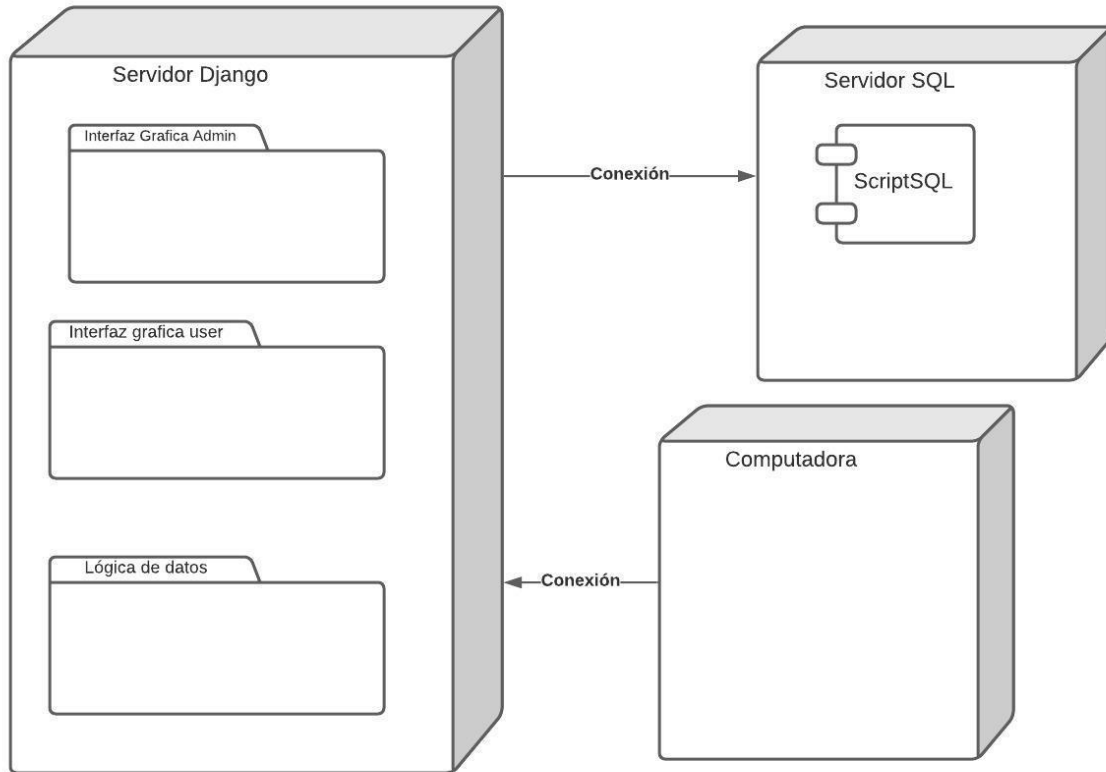 Servidor Django
Interfaz Grafica Admin
Interfaz grafica user
Lógica de datos
Conexión
Servidor SQL
ScriptSQL
Conexión
Computadora